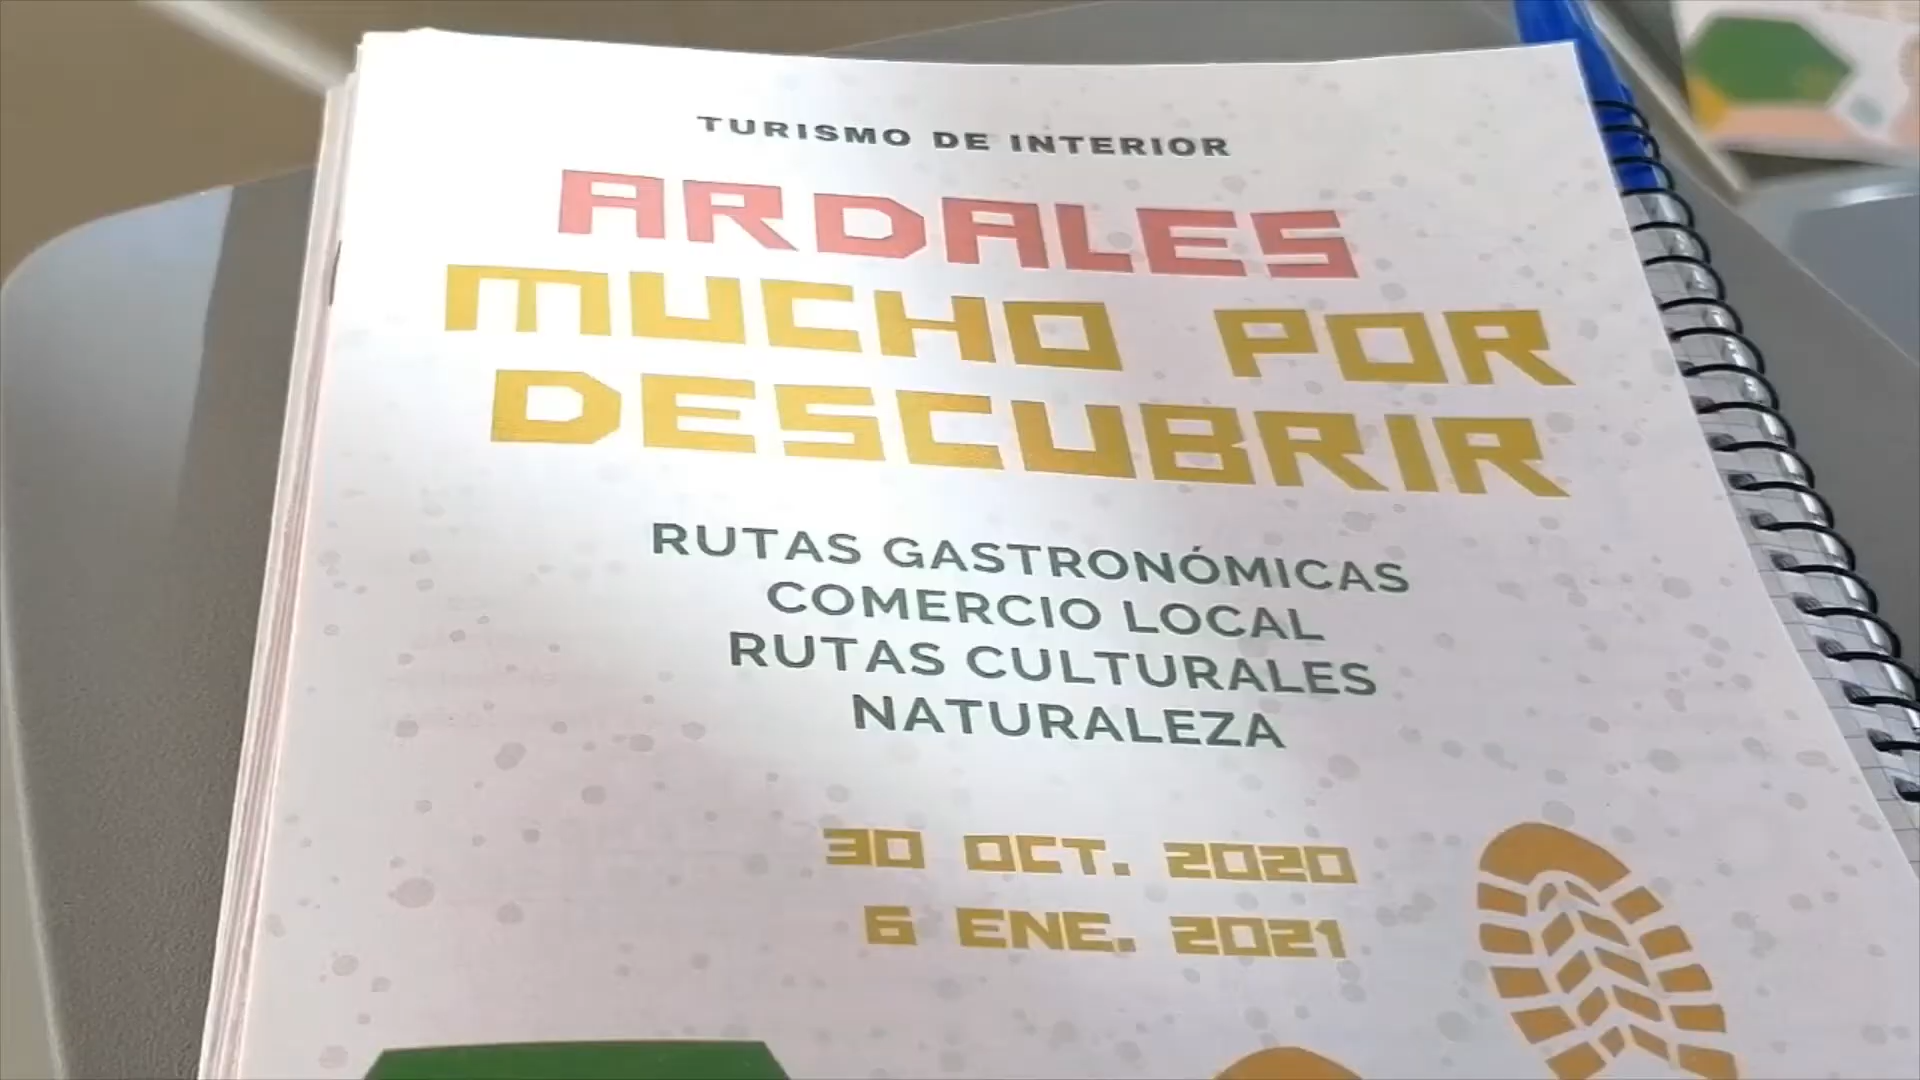 TURISMO DE INTERIOR
ARDALES
MUCHO POR
DESCUBRIR
RUTAS GASTRONÓMICAS
COMERCIO LOCAL
RUTAS CULTURALES
NATURALEZA
30 OCT. 2020
6 ENE. 2021